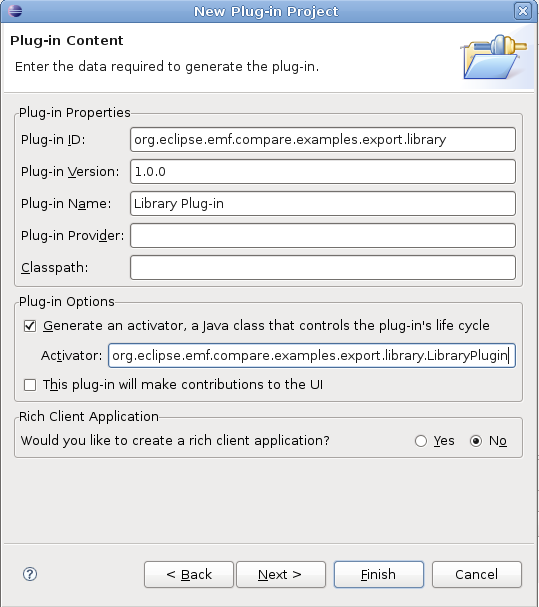 New Plug-in Project
Plug-in Content
Enter the data required to generate the plug-in.
Plug-in Properties
Plug-in ID: org.eclipse.emf.compare.examples.export.library
Plug-in Version: 1.0.0
Plug-in Name: Library Plug-in
Plug-in Provider:
Classpath:
Plug-in Options
Generate an activator, a Java class that controls the plug-in's life cycle
Activator: org.eclipse.emf.compare.examples.export.library.LibraryPlugin
This plug-in will make contributions to the UI
Rich Client Application
Would you like to create a rich client application? Yes No
? < Back Next > Finish Cancel